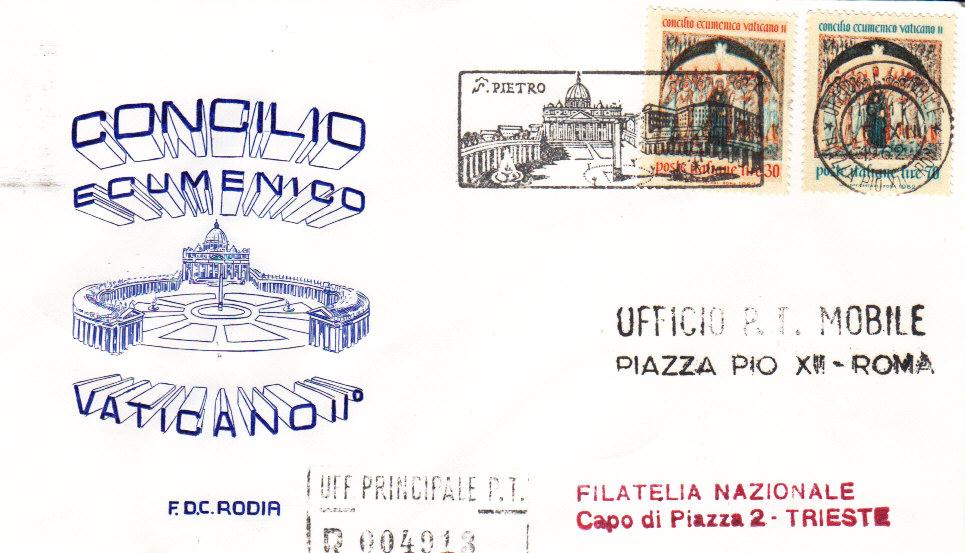 CONCILIO
ECUMENICO
VATICANO II°
F.D.C. RODIA
S. PIETRO
concilio ecumenico vaticano II
poste italiane lire 30
concilio ecumenico vaticano II
poste italiane lire 70
1962
UFFICIO P. T. MOBILE
PIAZZA PIO XII - ROMA
UFF PRINCIPALE P.T.
R 004918
FILATELIA NAZIONALE
Capo di Piazza 2 - TRIESTE